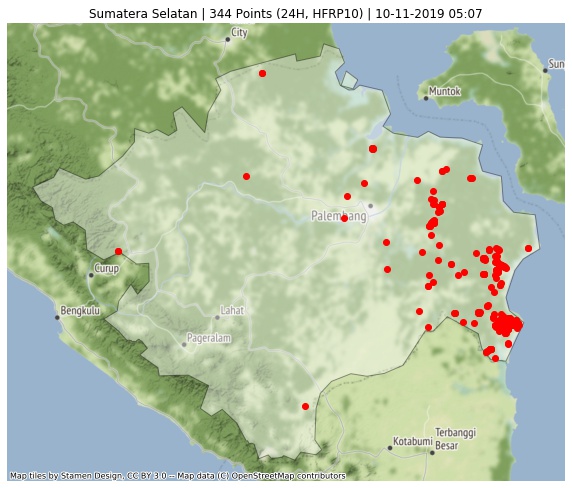 Sumatera Selatan | 344 Points (24H, HFRP10) | 10-11-2019 05:07
City
Sun
Muntok
Palembang
Curup
Bengkulu
Lahat
Pageralam
Terbanggi
Besar
Kotabumi
Map tiles by Stamen Design, CC BY 3.0 -- Map data (C) OpenStreetMap contributors